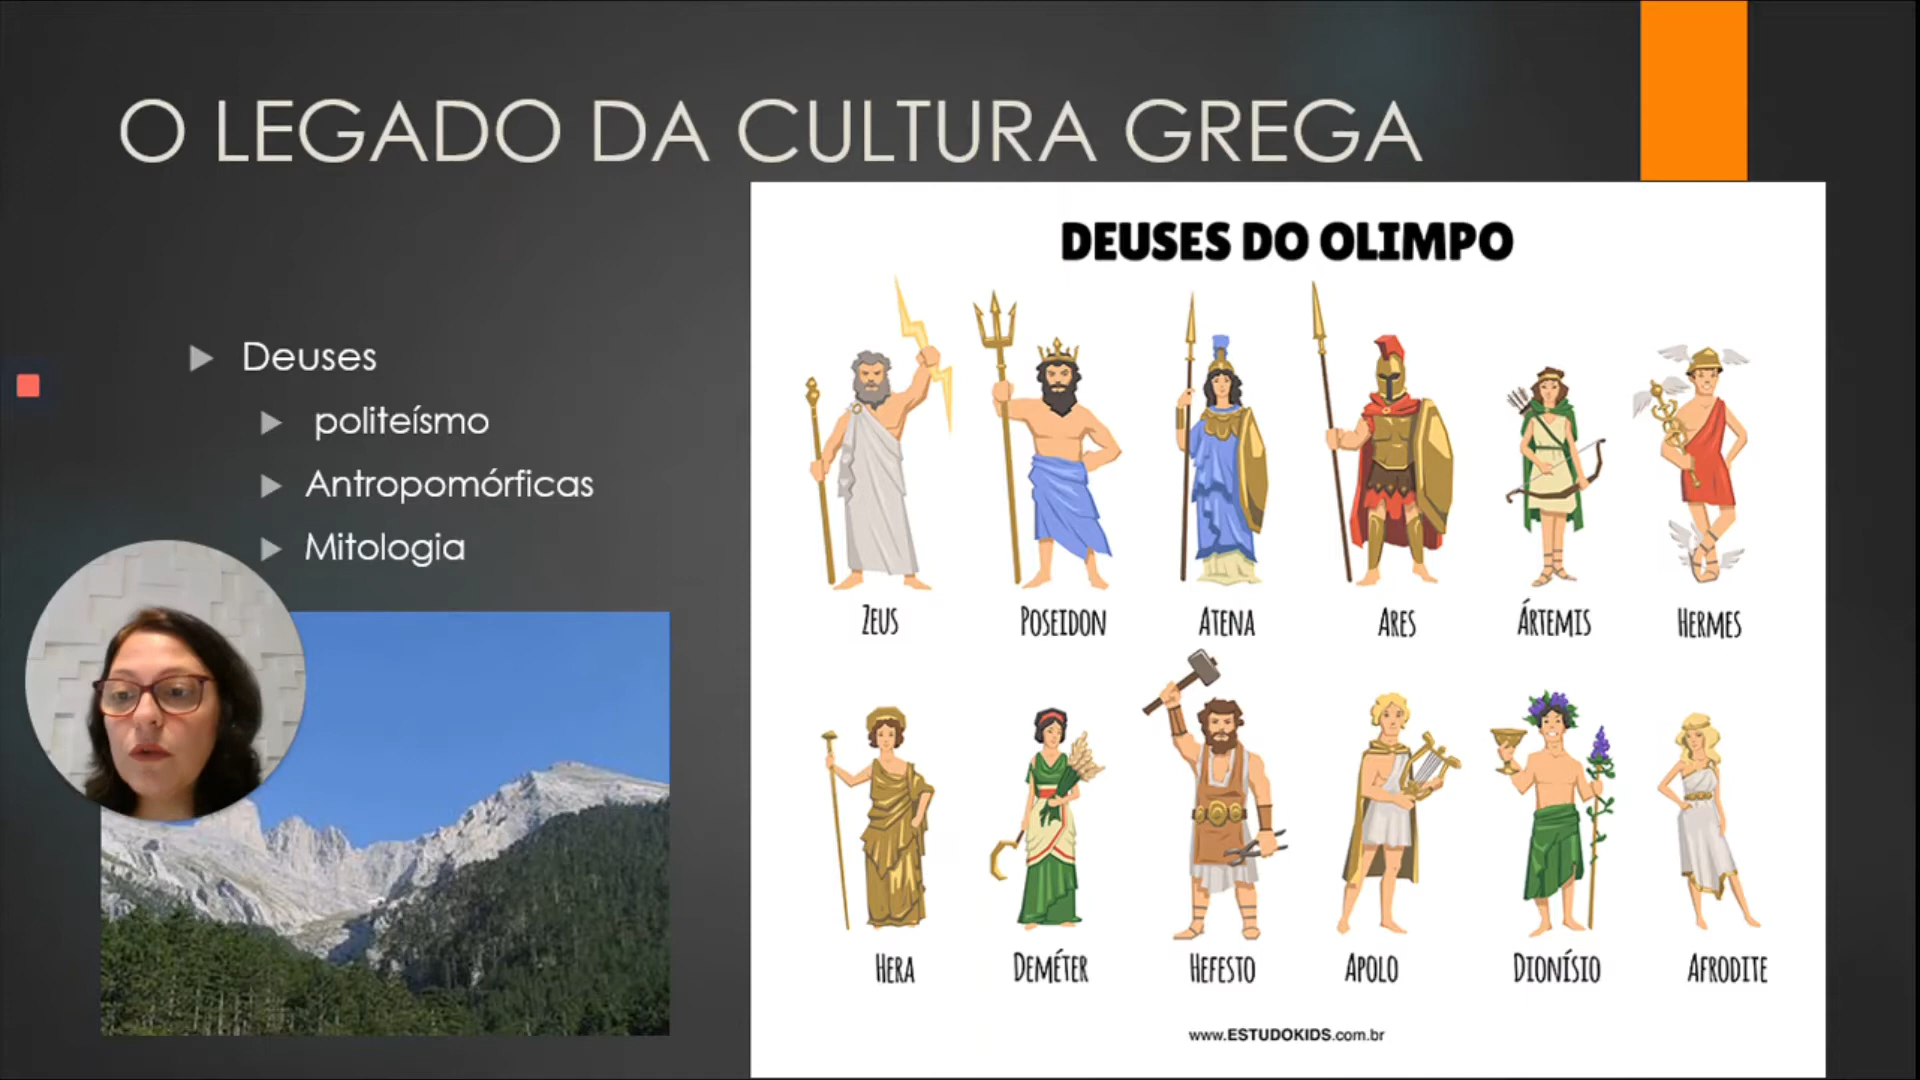 O LEGADO DA CULTURA GREGA
Deuses
politeísmo
Antropomórficas
Mitologia
DEUSES DO OLIMPO
ZEUS POSEIDON ATENA ARES ÁRTEMIS HERMES
HERA DEMÉTER HEFESTO APOLO DIONÍSIO AFRODITE
www.ESTUDOKIDS.com.br